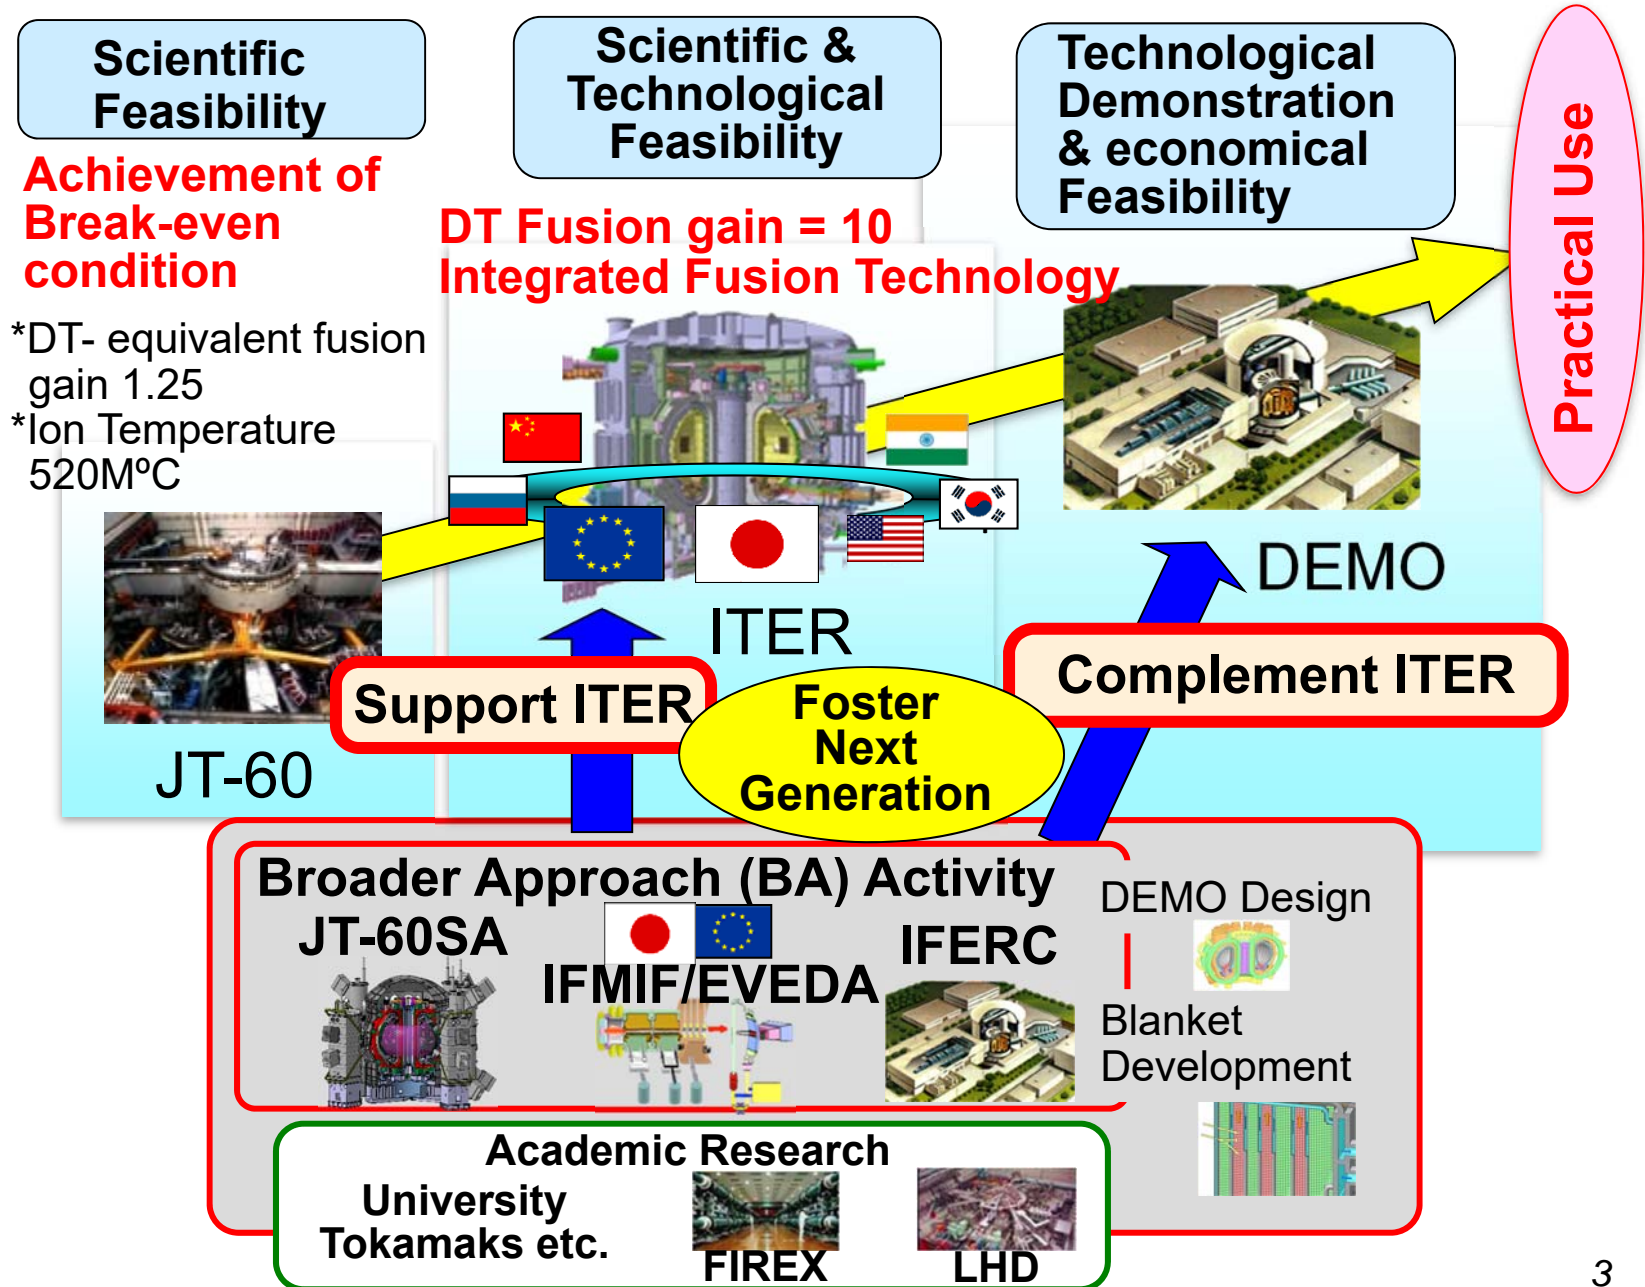 Scientific
Feasibility
Achievement of
Break-even
condition
*DT- equivalent fusion
gain 1.25
*Ion Temperature
520MºC
JT-60
Scientific &
Technological
Feasibility
DT Fusion gain = 10
Integrated Fusion Technology
ITER
Technological
Demonstration
& economical
Feasibility
DEMO
Practical Use
Support ITER
Foster
Next
Generation
Complement ITER
Broader Approach (BA) Activity
JT-60SA
IFMIF/EVEDA
IFERC
DEMO Design
Blanket
Development
Academic Research
University
Tokamaks etc.
FIREX
LHD
3